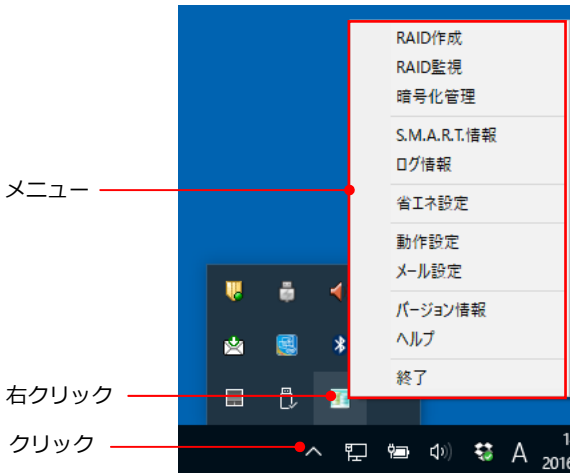 RAID作成
RAID監視
暗号化管理
S.M.A.R.T.情報
ログ情報
メニュー
省エネ設定
動作設定
メール設定
バージョン情報
ヘルプ
終了
右クリック
クリック
A
2016